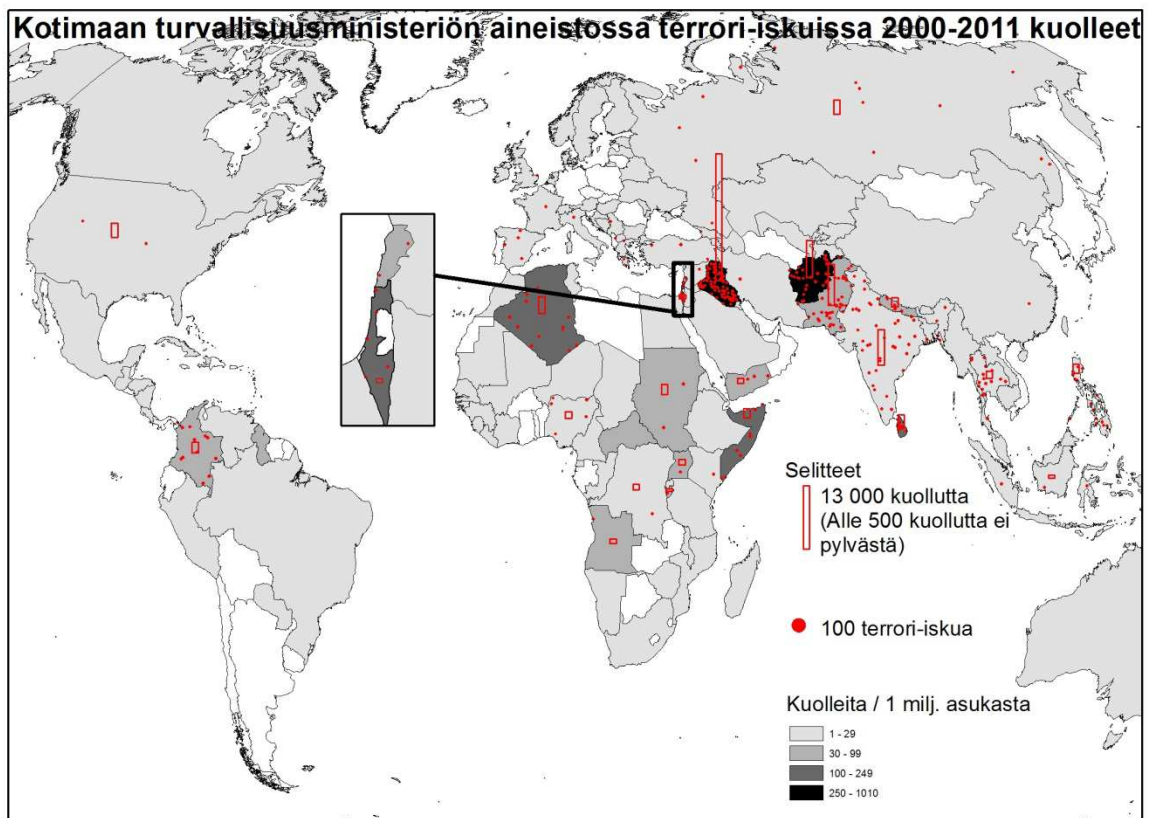 Kotimaan turvallisuusministeriön aineistossa terrori-iskuissa 2000-2011 kuolleet
Selitteet
13 000 kuollutta
(Alle 500 kuollutta ei
pylvästä)
100 terrori-iskua
Kuolleita / 1 milj. asukasta
1 - 29
30 - 99
100 - 249
250 - 1010